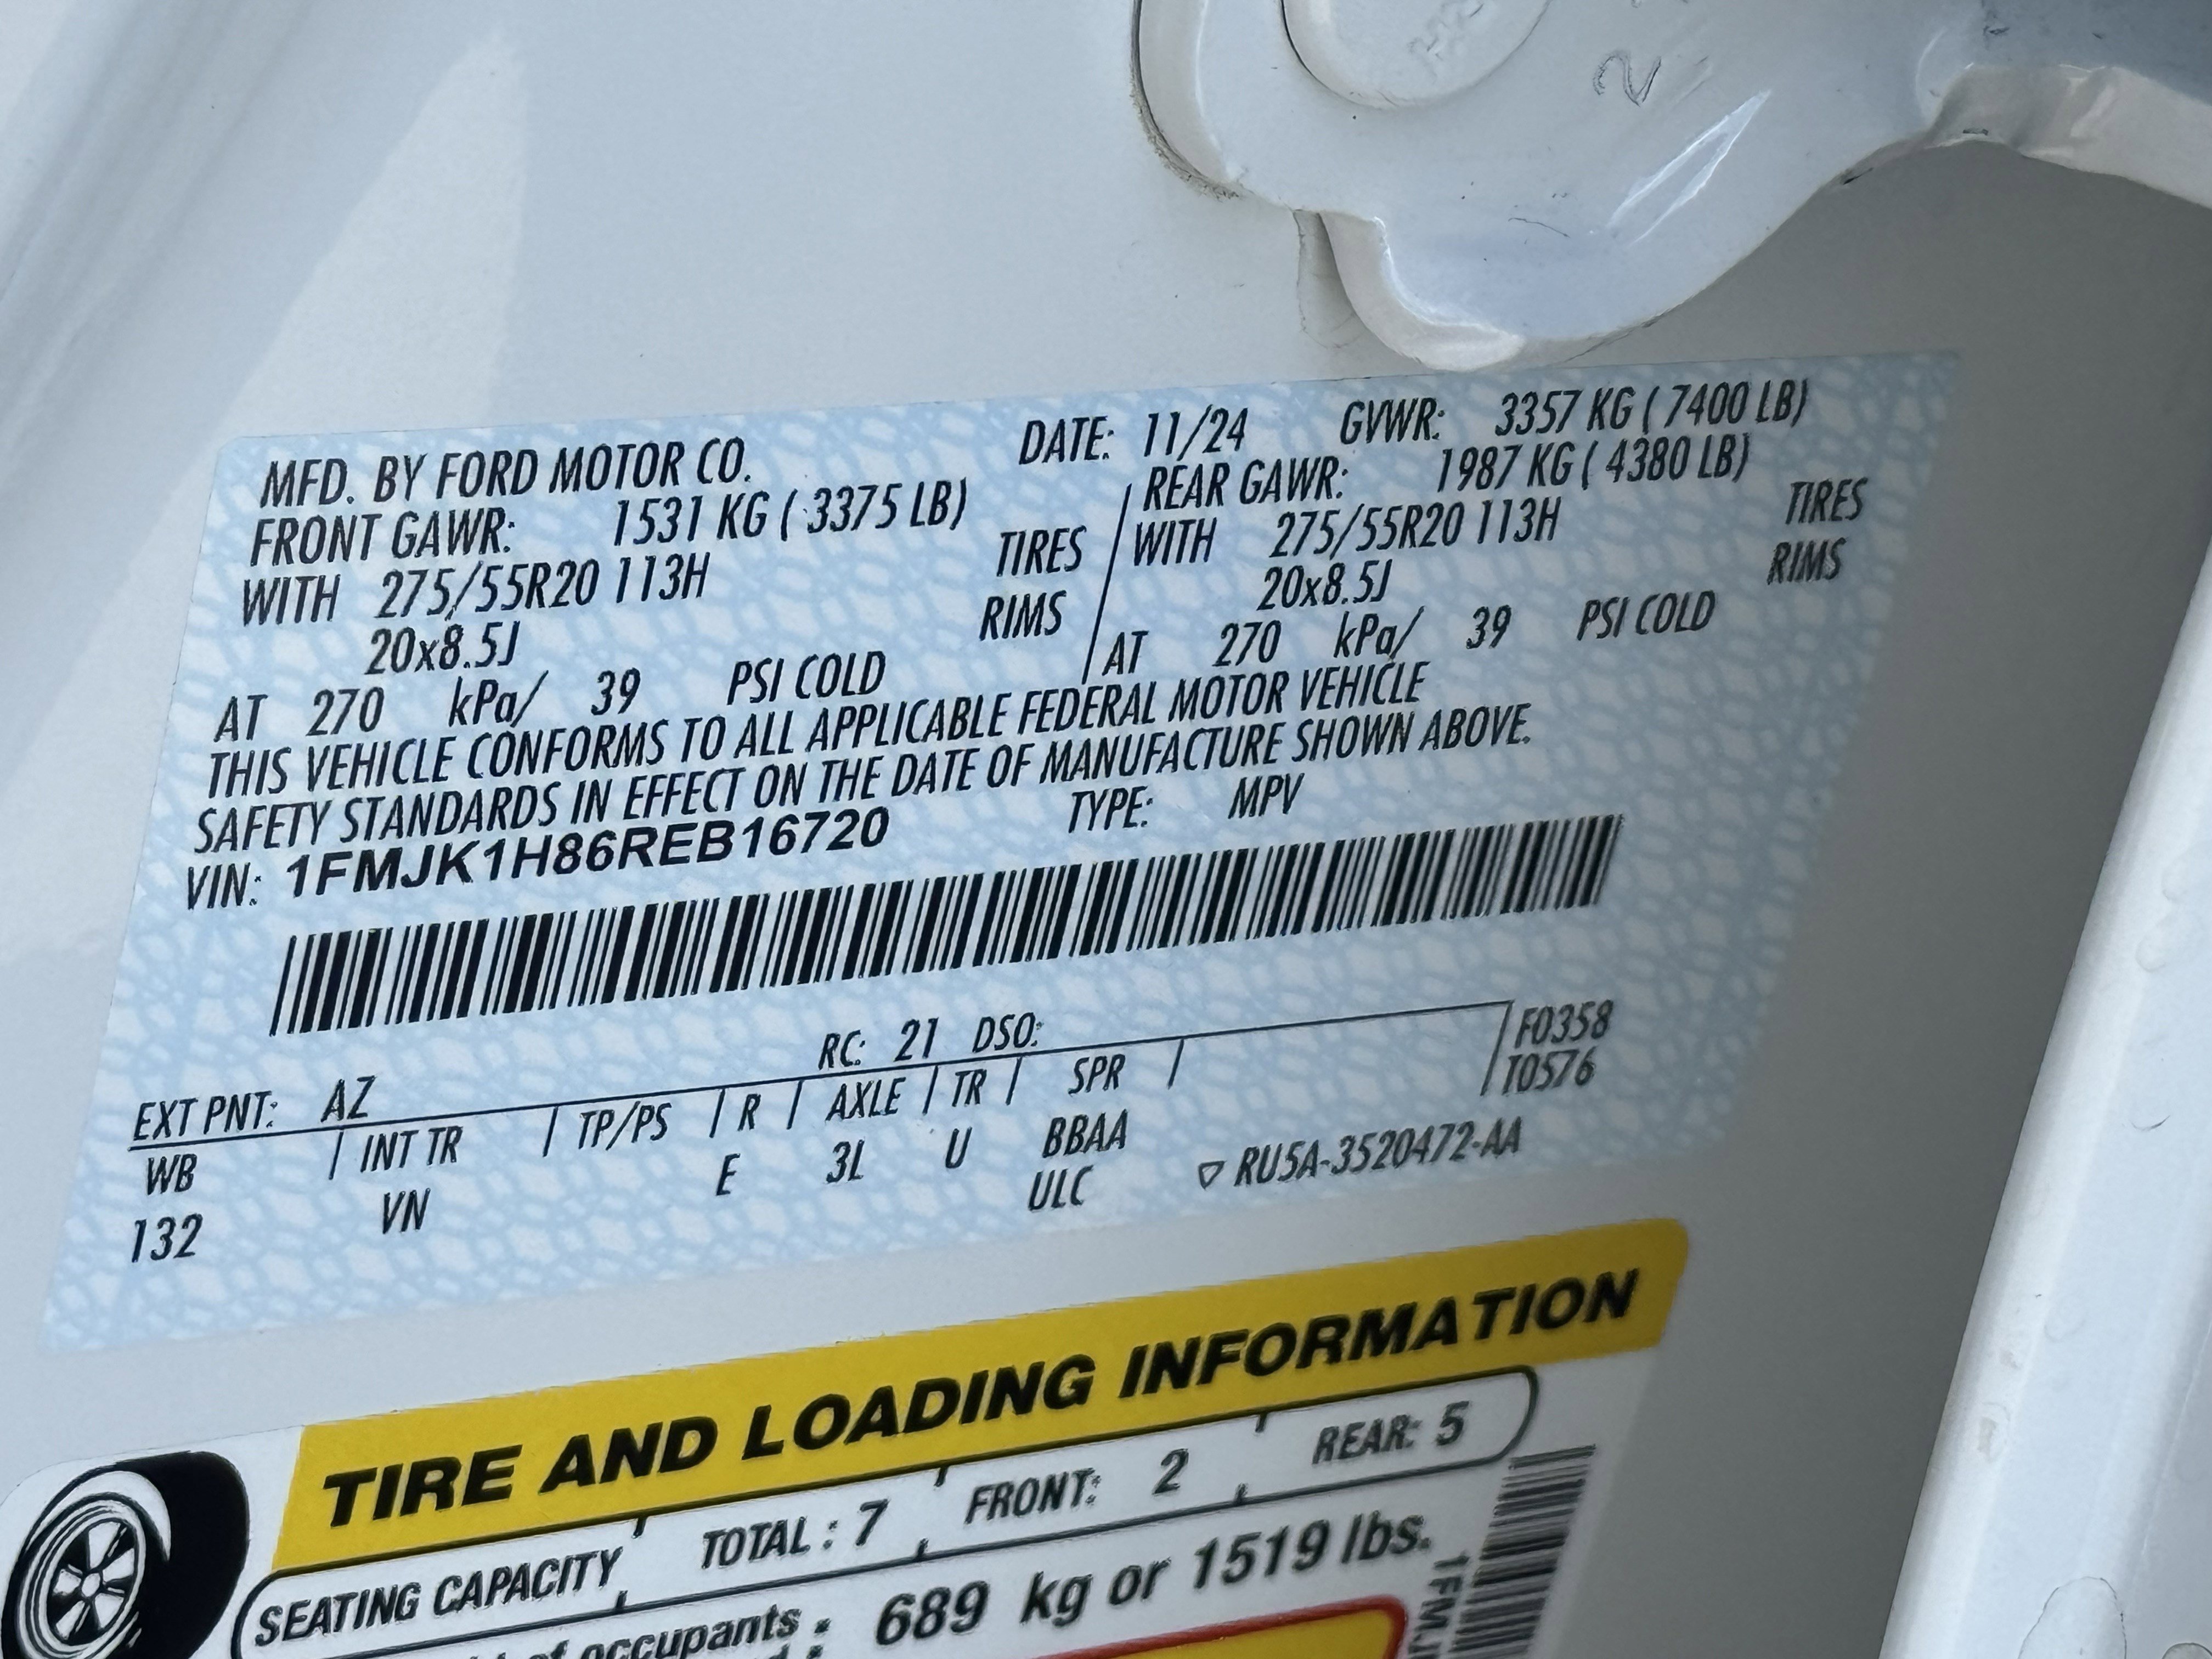 MFD. BY FORD MOTOR CO. DATE: 11/24 GVWR: 3357 KG ( 7400 LB)
FRONT GAWR: 1531 KG ( 3375 LB) REAR GAWR: 1987 KG ( 4380 LB)
WITH 275/55R20 113H TIRES WITH 275/55R20 113H TIRES
20x8.5J RIMS 20x8.5J RIMS
AT 270 kPa/ 39 PSI COLD AT 270 kPa/ 39 PSI COLD
THIS VEHICLE CONFORMS TO ALL APPLICABLE FEDERAL MOTOR VEHICLE
SAFETY STANDARDS IN EFFECT ON THE DATE OF MANUFACTURE SHOWN ABOVE.
VIN: 1FMJK1H86REB16720 TYPE: MPV
EXT PNT: AZ RC: 21 DSO: F0358
WB | INT TR | TP/PS | R | AXLE | TR | SPR | T0576
132 VN E 3L U BBAA
ULC ▽ RU5A-3520472-AA
TIRE AND LOADING INFORMATION
SEATING CAPACITY TOTAL : 7 FRONT: 2 REAR: 5
of occupants : 689 kg or 1519 lbs.
2